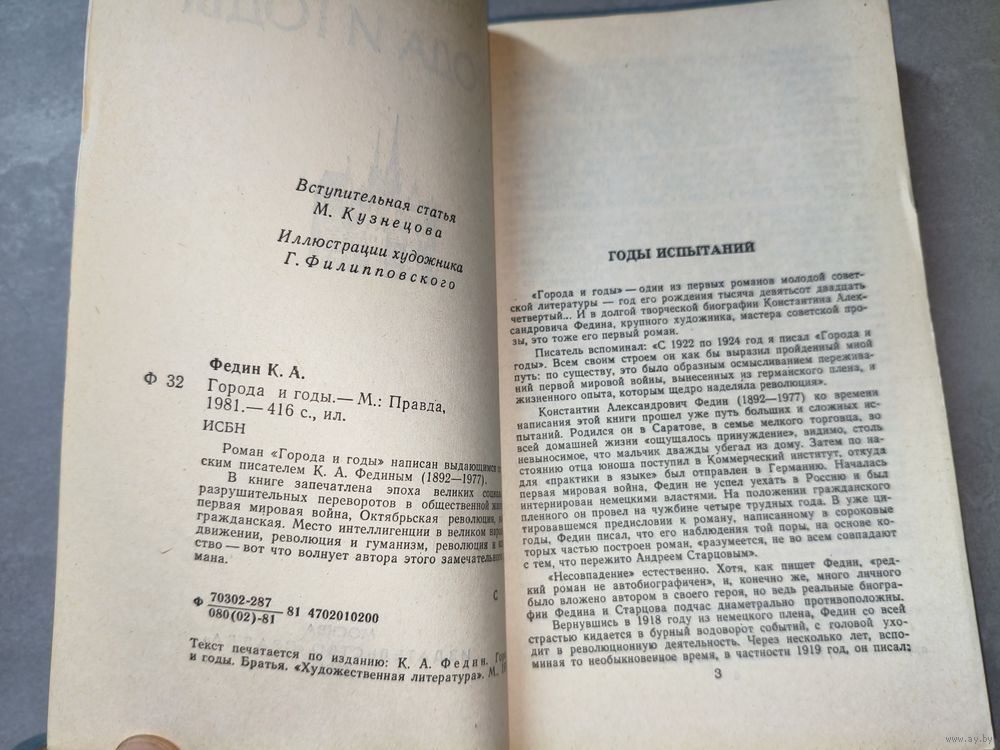 ОДА И ГОДЫ
Вступительная статья
М. Кузнецова
Иллюстрации художника
Г. Филипповского
Федин К. А.
Ф 32
Города и годы.— М.: Правда,
1981.— 416 с., ил.
ИСБН
Роман «Города и годы» написан выдающимся
ским писателем К. А. Фединым (1892—1977).
В книге запечатлена эпоха великих
разрушительных переворотов в общественной
первая мировая война, Октябрьская революция,
гражданская. Место интеллигенции в великом
движении, революция и гуманизм, революция и
ство — вот что волнует автора этого замечательного
мана.
С
Ф 70302-287
080(02)-81 81 4702010200
Текст печатается по изданию: К. А. Федин.
и годы. Братья. «Художественная литература». М.,
ГОДЫ ИСПЫТАНИЙ
«Города и годы» — один из первых романов молодой совет-
ской литературы — год его рождения тысяча девятьсот двадцать
четвертый... И в долгой творческой биографии Константина Алек-
сандровича Федина, крупного художника, мастера советской про-
зы, это тоже его первый роман.
Писатель вспоминал: «С 1922 по 1924 год я писал «Города и
годы». Всем своим строем он как бы выразил пройденный мной
путь: по существу, это было образным осмысливанием пережива-
ний первой мировой войны, вынесенных из германского плена, и
жизненного опыта, которым щедро наделяла революция».
Константин Александрович Федин (1892—1977) ко времени
написания этой книги прошел уже путь больших и сложных ис-
пытаний. Родился он в Саратове, в семье мелкого торговца, во
всей домашней жизни «ощущалось принуждение», видимо, столь
невыносимое, что мальчик дважды убегал из дому. Затем по на-
стоянию отца юноша поступил в Коммерческий институт, откуда
для «практики в языке» был отправлен в Германию. Началась
первая мировая война, Федин не успел уехать в Россию и был
интернирован немецкими властями. На положении гражданского
пленного он провел на чужбине четыре трудных года. В уже ци-
тировавшемся предисловии к роману, написанному в сороковые
годы, Федин писал, что его наблюдения той поры, на основе ко-
торых частью построен роман, «разумеется, не во всем совпадают
с тем, что пережито Андреем Старцовым».
«Несовпадение» естественно. Хотя, как пишет Федин, «ред-
кий роман не автобиографичен», и, конечно же, много личного
было вложено автором в своего героя, но ведь реальные биогра-
фии Федина и Старцова подчас диаметрально противоположны.
Вернувшись в 1918 году из немецкого плена, Федин со всей
страстью кидается в бурный водоворот событий, с головой ухо-
дит в революционную деятельность. Через несколько лет, вспо-
миная то необыкновенное время, в частности 1919 год, он писал:
3
www.ay.by